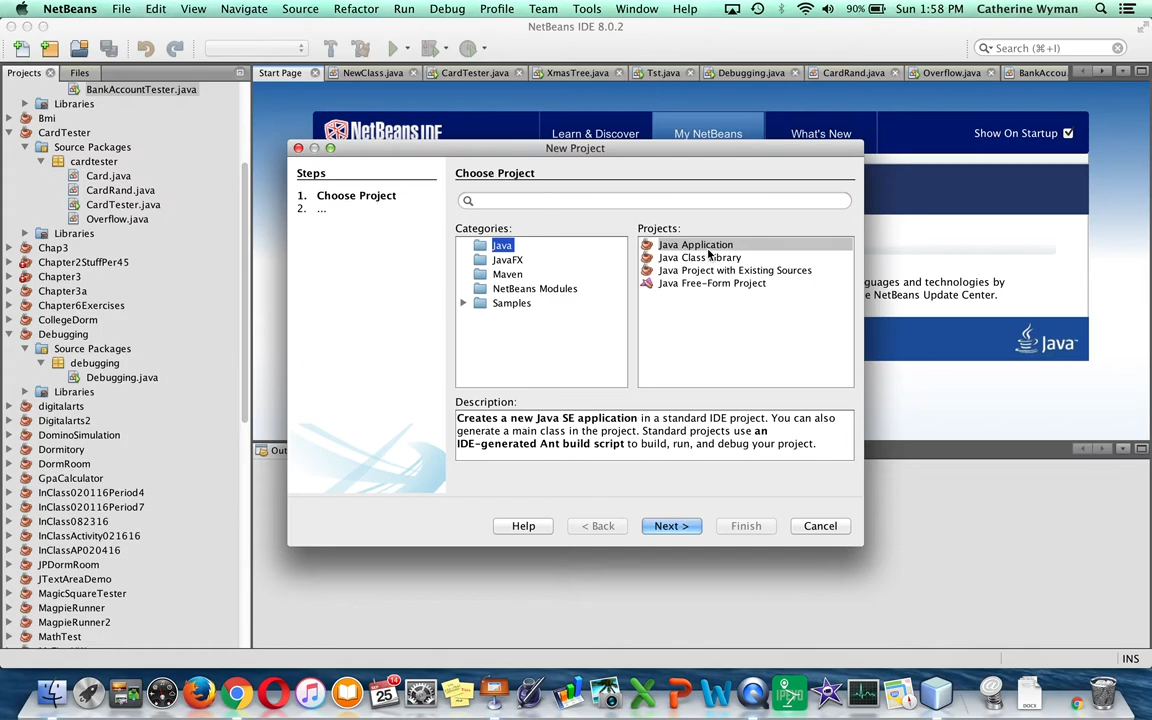 NetBeans File Edit View Navigate Source Refactor Run Debug Profile Team Tools Window Help 90% Sun 1:58 PM Catherine Wyman
NetBeans IDE 8.0.2
Search (⌘+I)
Projects Files Start Page NewClass.java CardTester.java XmasTree.java Tst.java Debugging.java CardRand.java Overflow.java BankAccou
BankAccountTester.java
Libraries
Bmi
CardTester
Source Packages
cardtester
Card.java
CardRand.java
CardTester.java
Overflow.java
Libraries
Chap3
Chapter2StuffPer45
Chapter3
Chapter3a
Chapter6Exercises
CollegeDorm
Debugging
Source Packages
debugging
Debugging.java
Libraries
digitalarts
Digitalarts2
DominoSimulation
Dormitory
DormRoom
GpaCalculator
InClass020116Period4
InClass020116Period7
InClass082316
InClassActivity021616
InClassAP020416
JPDormRoom
JTextAreaDemo
MagicSquareTester
MagpieRunner
MagpieRunner2
MathTest
NetBeans IDE Learn & Discover My NetBeans What's New Show On Startup
New Project
Steps
1. Choose Project
2. ...
Choose Project
Categories:
Java
JavaFX
Maven
NetBeans Modules
Samples
Projects:
Java Application
Java Class Library
Java Project with Existing Sources
Java Free-Form Project
Description:
Creates a new Java SE application in a standard IDE project. You can also
generate a main class in the project. Standard projects use an
IDE-generated Ant build script to build, run, and debug your project.
Help < Back Next > Finish Cancel
guages and technologies by
e NetBeans Update Center.
Java
Out
INS
14
25
DOCX